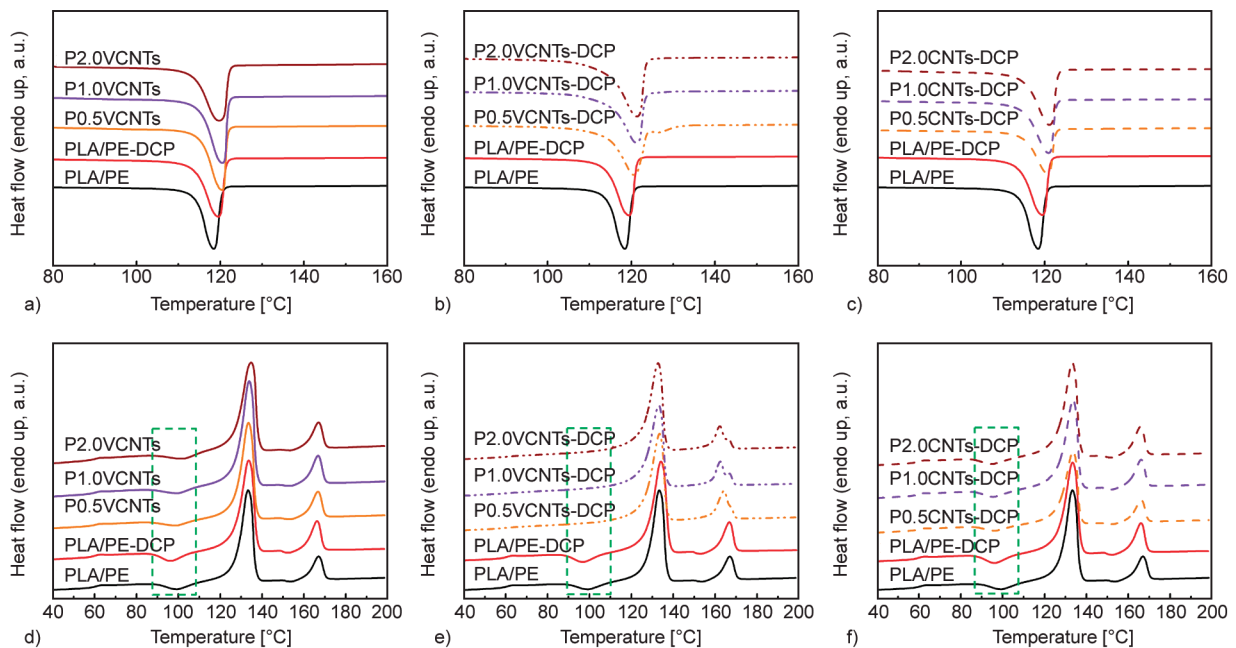 Heat flow (endo up, a.u.)
P2.0VCNTs
P1.0VCNTs
P0.5VCNTs
PLA/PE-DCP
PLA/PE
80 100 120 140 160
a) Temperature [°C]
Heat flow (endo up, a.u.)
P2.0VCNTs-DCP
P1.0VCNTs-DCP
P0.5VCNTs-DCP
PLA/PE-DCP
PLA/PE
80 100 120 140 160
b) Temperature [°C]
Heat flow (endo up, a.u.)
P2.0CNTs-DCP
P1.0CNTs-DCP
P0.5CNTs-DCP
PLA/PE-DCP
PLA/PE
80 100 120 140 160
c) Temperature [°C]
Heat flow (endo up, a.u.)
P2.0VCNTs
P1.0VCNTs
P0.5VCNTs
PLA/PE-DCP
PLA/PE
40 60 80 100 120 140 160 180 200
d) Temperature [°C]
Heat flow (endo up, a.u.)
P2.0VCNTs-DCP
P1.0VCNTs-DCP
P0.5VCNTs-DCP
PLA/PE-DCP
PLA/PE
40 60 80 100 120 140 160 180 200
e) Temperature [°C]
Heat flow (endo up, a.u.)
P2.0CNTs-DCP
P1.0CNTs-DCP
P0.5CNTs-DCP
PLA/PE-DCP
PLA/PE
40 60 80 100 120 140 160 180 200
f) Temperature [°C]